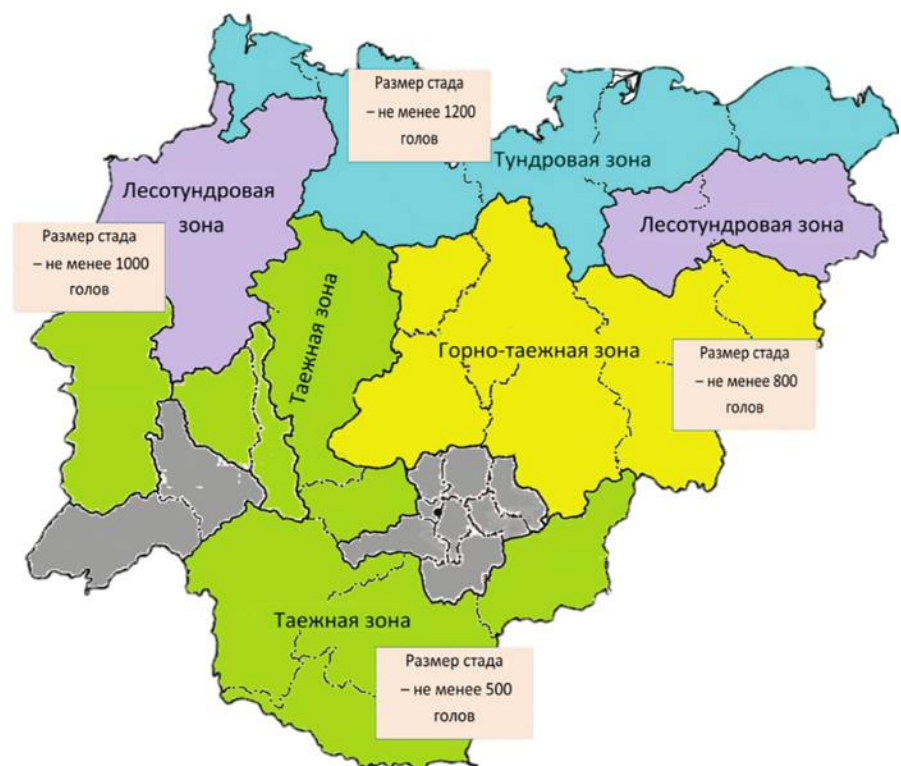 Размер стада
– не менее 1200
голов
Тундровая зона
Лесотундровая
зона
Лесотундровая зона
Размер стада
– не менее 1000
голов
Таежная зона
Горно-таежная зона
Размер стада
– не менее 800
голов
Таежная зона
Размер стада
– не менее 500
голов